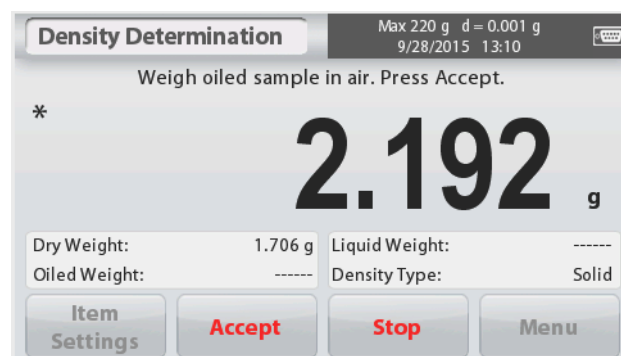 Density Determination
Max 220 g d = 0.001 g
9/28/2015 13:10
Weigh oiled sample in air. Press Accept.
*
2.192 g
Dry Weight: 1.706 g Liquid Weight: ------
Oiled Weight: ------ Density Type: Solid
Item Settings Accept Stop Menu